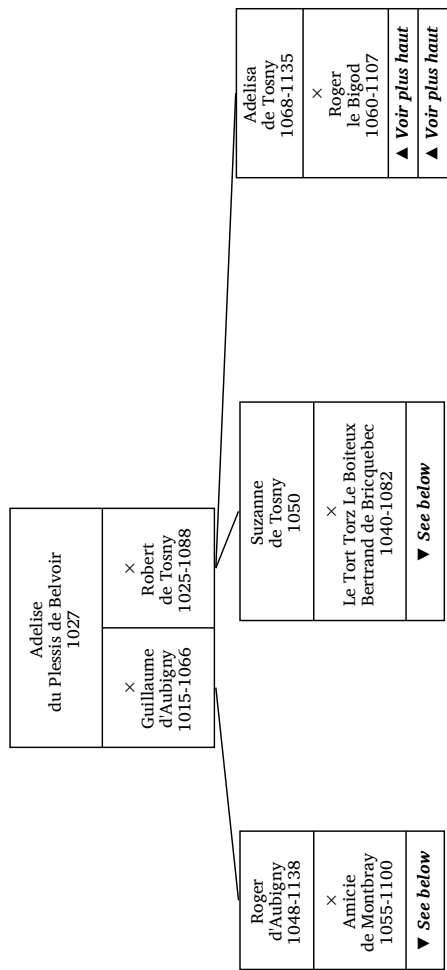 Adelise
du Plessis de Belvoir
1027
×
Guillaume
d'Aubigny
1015-1066
×
Robert
de Tosny
1025-1088
Roger
d'Aubigny
1048-1138
×
Amicie
de Montbray
1055-1100
▼ See below
Suzanne
de Tosny
1050
×
Le Tort Torz Le Boiteux
Bertrand de Bricquebec
1040-1082
▼ See below
Adelisa
de Tosny
1068-1135
×
Roger
le Bigod
1060-1107
▲ Voir plus haut
▲ Voir plus haut